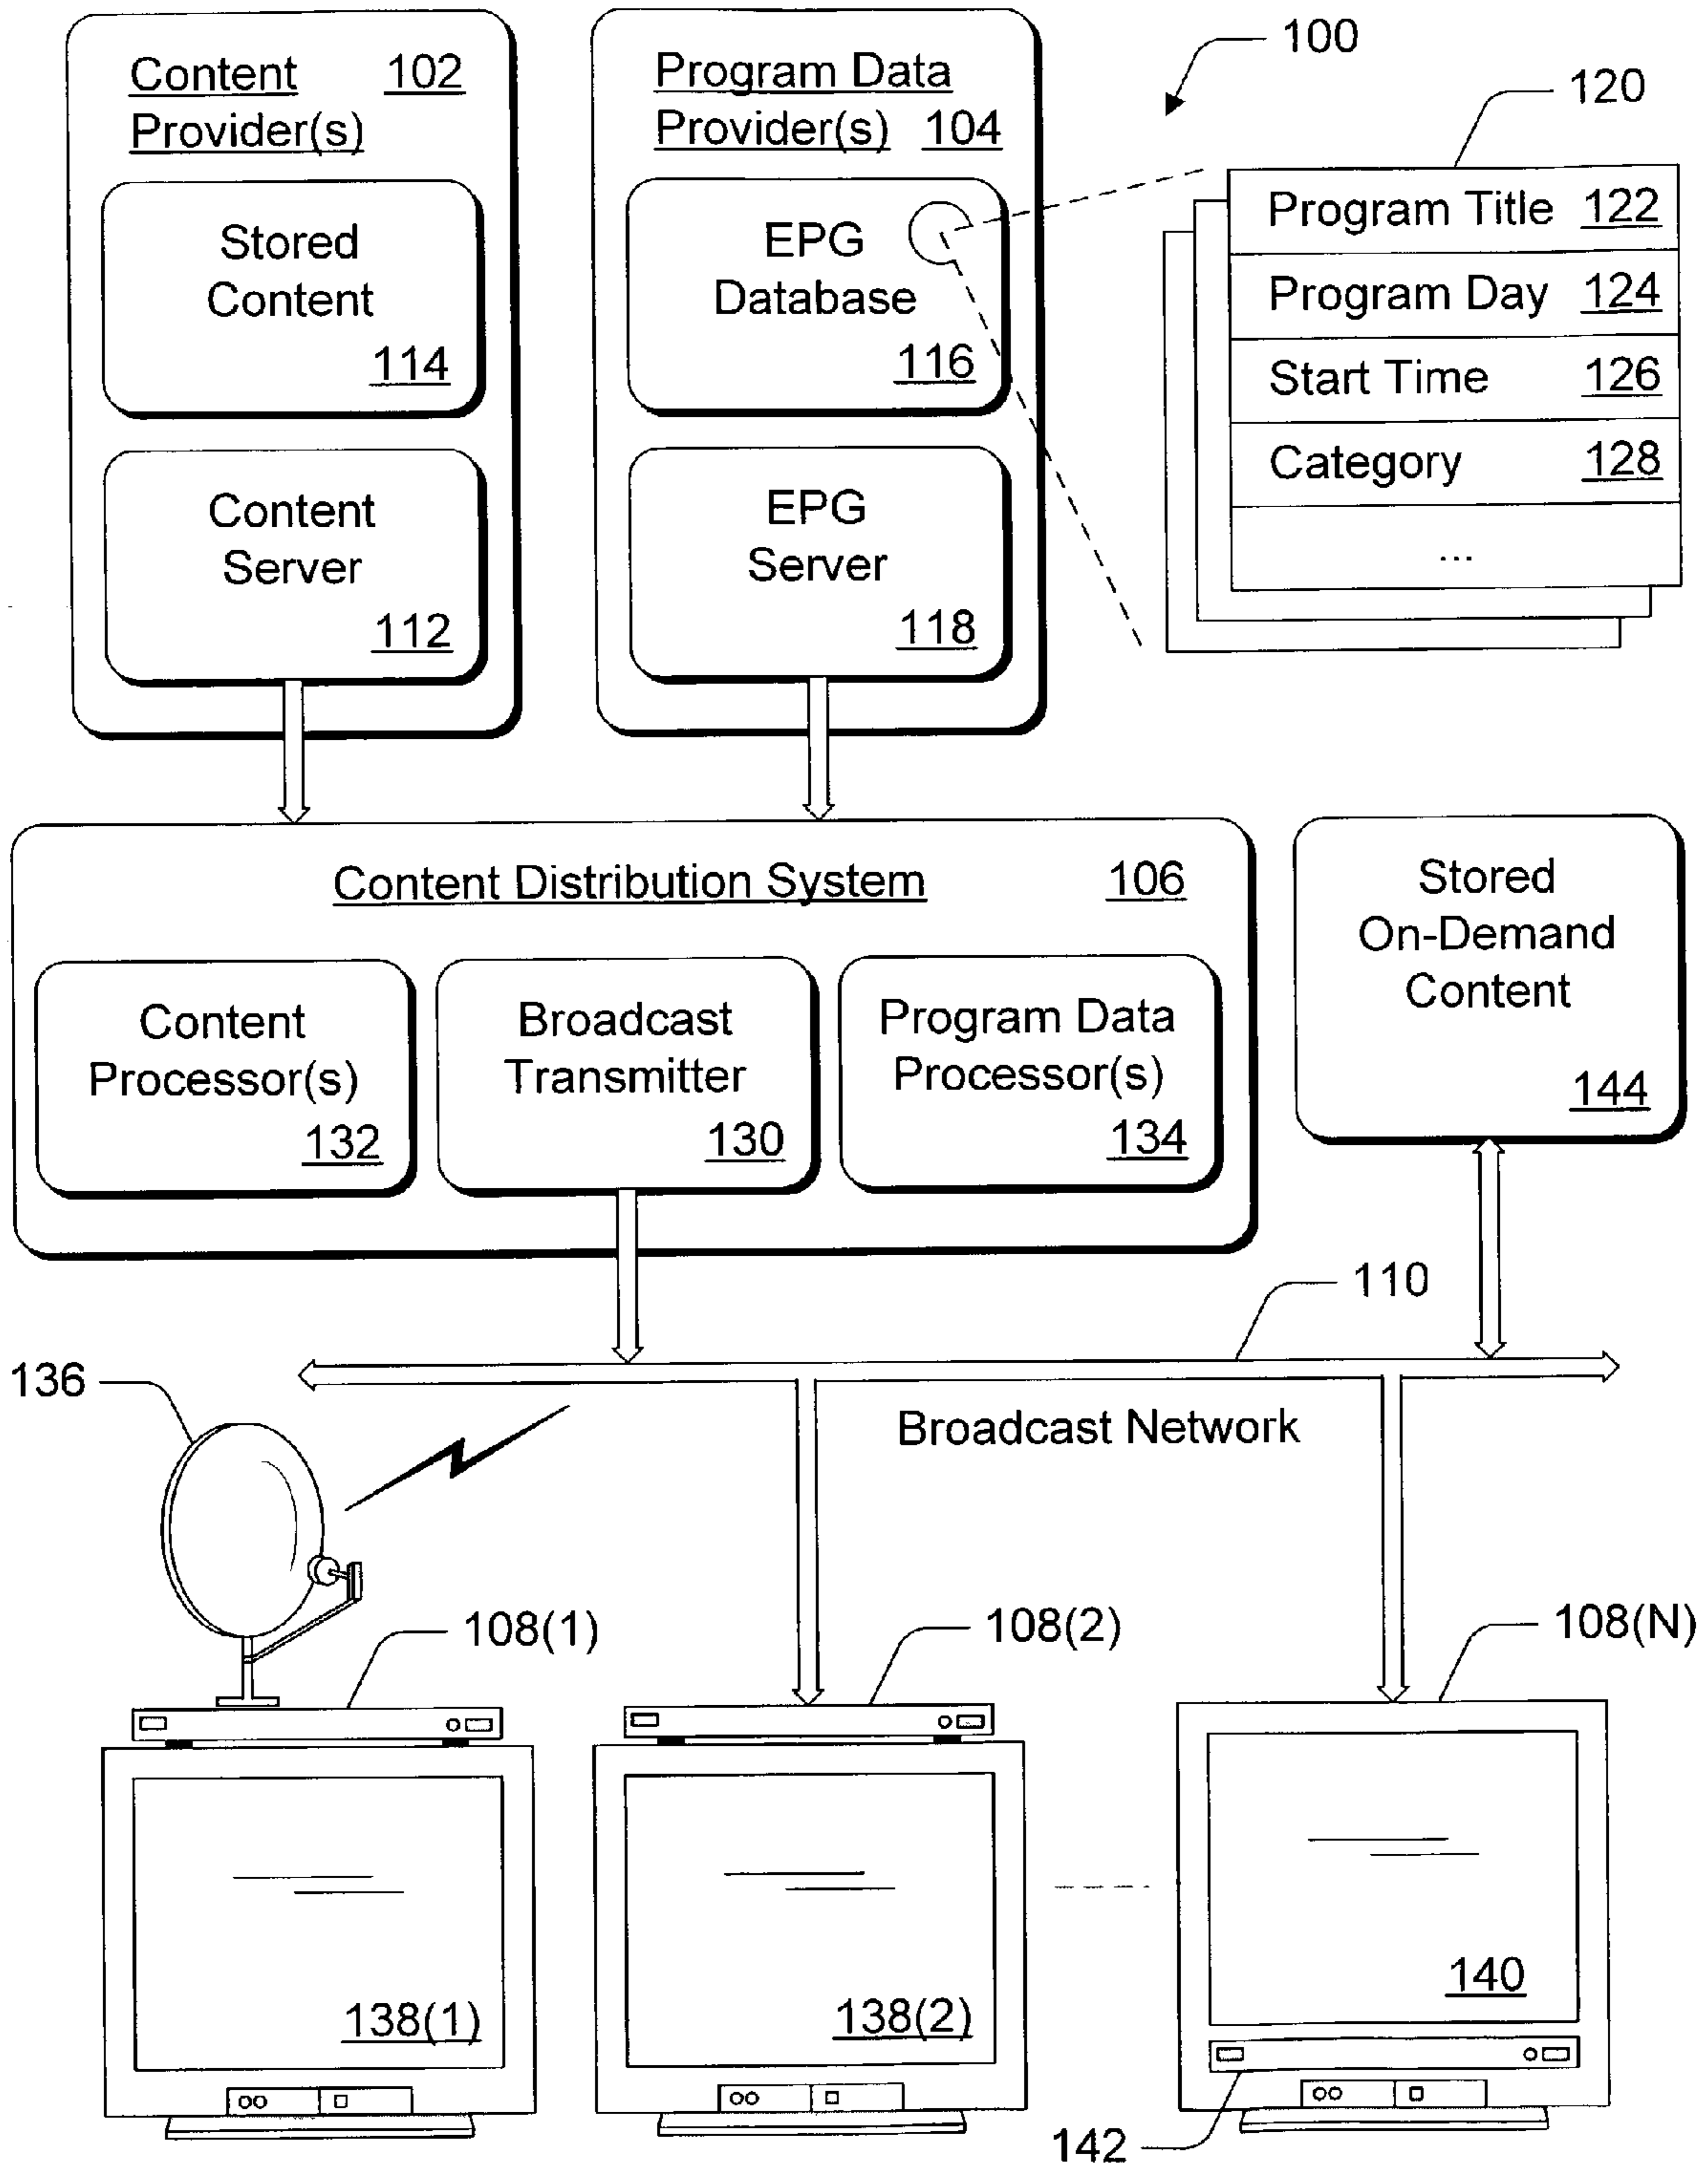 100
Content 102
Provider(s)
Stored
Content
114
Content
Server
112
Program Data
Provider(s) 104
EPG
Database
116
EPG
Server
118
120
Program Title 122
Program Day 124
Start Time 126
Category 128
...
Content Distribution System 106
Content
Processor(s)
132
Broadcast
Transmitter
130
Program Data
Processor(s)
134
Stored
On-Demand
Content
144
110
Broadcast Network
136
108(1)
108(2)
108(N)
138(1)
138(2)
140
142